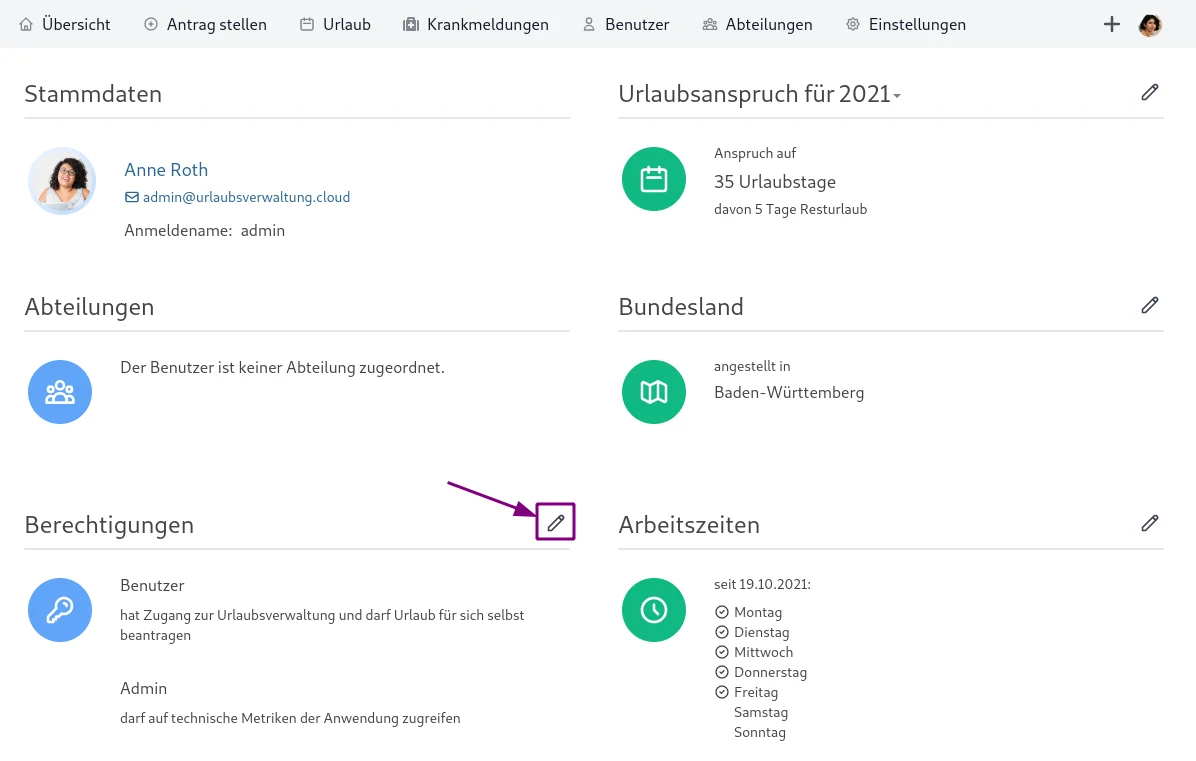 Übersicht Antrag stellen Urlaub Krankmeldungen Benutzer Abteilungen Einstellungen
Stammdaten
Anne Roth
admin@urlaubsverwaltung.cloud
Anmeldename: admin
Urlaubsanspruch für 2021
Anspruch auf
35 Urlaubstage
davon 5 Tage Resturlaub
Abteilungen
Der Benutzer ist keiner Abteilung zugeordnet.
Bundesland
angestellt in
Baden-Württemberg
Berechtigungen
Benutzer
hat Zugang zur Urlaubsverwaltung und darf Urlaub für sich selbst
beantragen
Admin
darf auf technische Metriken der Anwendung zugreifen
Arbeitszeiten
seit 19.10.2021:
Montag
Dienstag
Mittwoch
Donnerstag
Freitag
Samstag
Sonntag